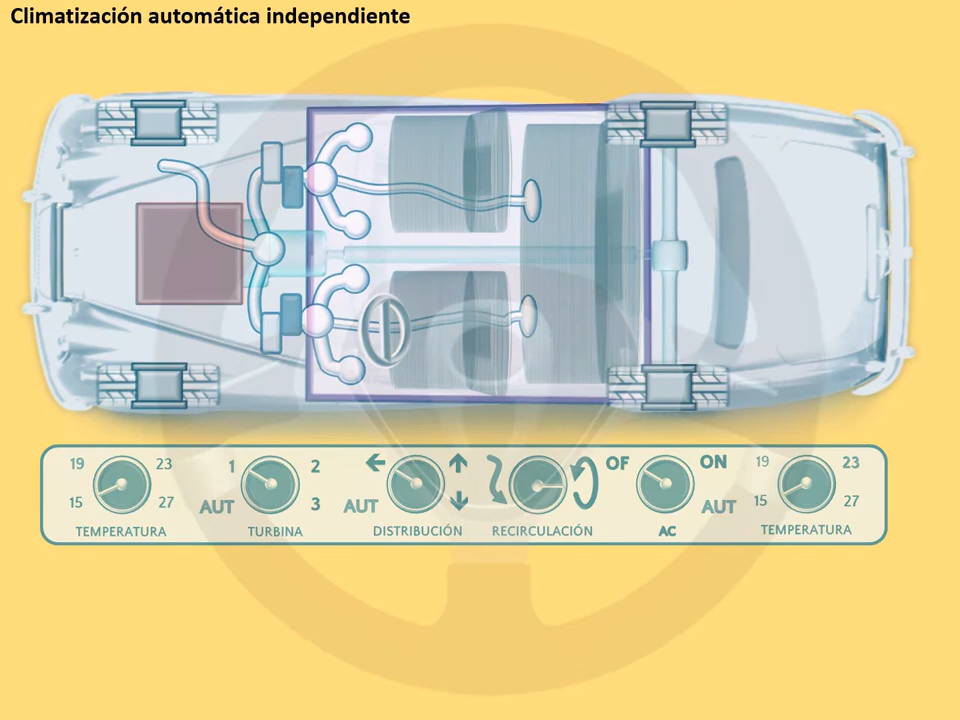 Climatización automática independiente
19 23 1 2 OF ON 19 23
15 27 AUT 3 AUT AUT 15 27
TEMPERATURA TURBINA DISTRIBUCIÓN RECIRCULACIÓN AC TEMPERATURA